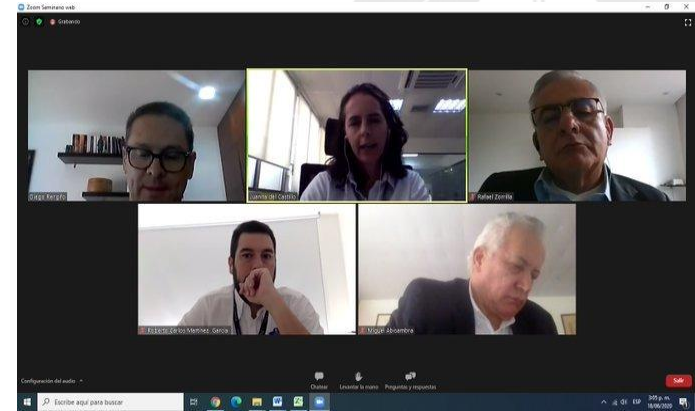 Zoom Seminario web
Grabando
Diego Rengifo
Juanita del Castillo
Rafael Zorrilla
Roberto Carlos Martinez Garcia
Miguel Abisambra
Configuración del audio
Chatear
Levantar la mano
Preguntas y respuestas
Salir
Escribe aquí para buscar
ESP
3:05 p. m.
18/06/2020